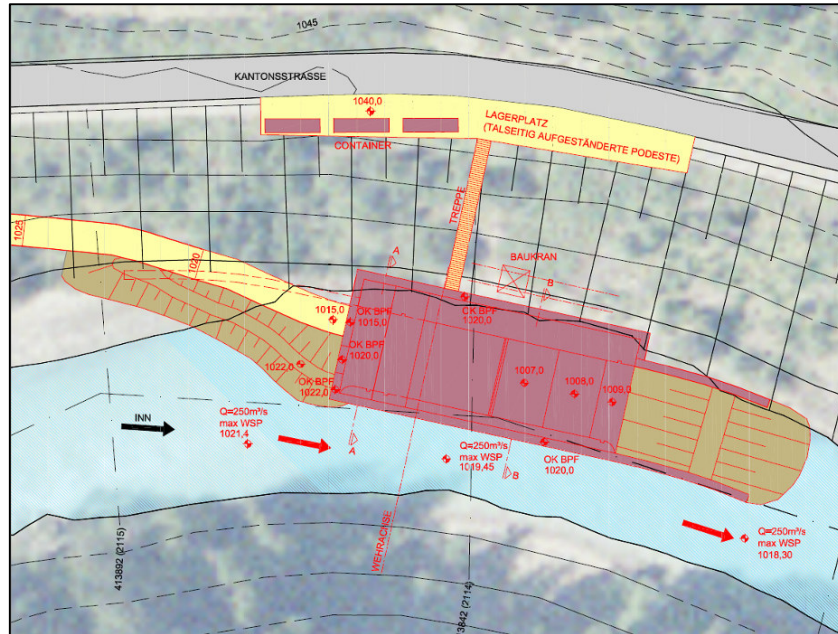 1045
KANTONSSTRASSE
1040,0
LAGERPLATZ
(TALSEITIG AUFGESTÄNDERTE PODESTE)
CONTAINER
TREPPE
1025
1020
A
BAUKRAN
B
1015,0
OK BPF
1015,0
OK BPF
1020,0
OK BPF
1020,0
1022,0
OK BPF
1022,0
1007,0
1008,0
1009,0
INN
Q=250m³/s
max WSP
1021,4
A
Q=250m³/s
max WSP
1019,45
B
OK BPF
1020,0
WEHRACHSE
413892 (2115)
3842 (2114)
Q=250m³/s
max WSP
1018,30